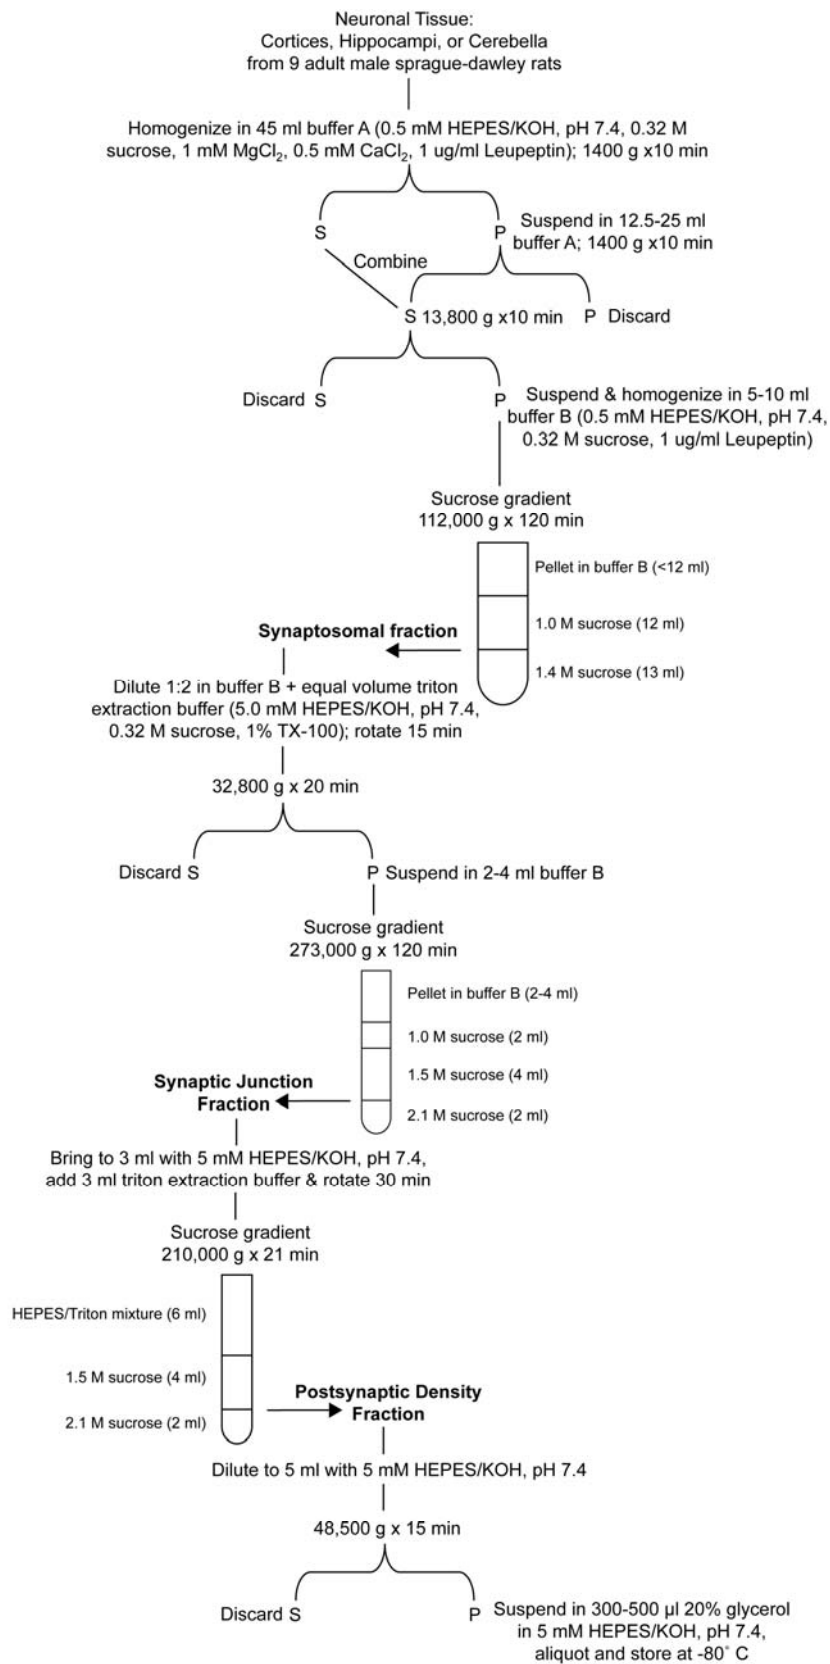 Neuronal Tissue:
Cortices, Hippocampi, or Cerebella
from 9 adult male sprague-dawley rats
Homogenize in 45 ml buffer A (0.5 mM HEPES/KOH, pH 7.4, 0.32 M
sucrose, 1 mM MgCl₂, 0.5 mM CaCl₂, 1 ug/ml Leupeptin); 1400 g x10 min
S
P
Suspend in 12.5-25 ml
buffer A; 1400 g x10 min
Combine
S 13,800 g x10 min
P Discard
Discard S
P
Suspend & homogenize in 5-10 ml
buffer B (0.5 mM HEPES/KOH, pH 7.4,
0.32 M sucrose, 1 ug/ml Leupeptin)
Sucrose gradient
112,000 g x 120 min
Pellet in buffer B (<12 ml)
1.0 M sucrose (12 ml)
1.4 M sucrose (13 ml)
Synaptosomal fraction
Dilute 1:2 in buffer B + equal volume triton
extraction buffer (5.0 mM HEPES/KOH, pH 7.4,
0.32 M sucrose, 1% TX-100); rotate 15 min
32,800 g x 20 min
Discard S
P Suspend in 2-4 ml buffer B
Sucrose gradient
273,000 g x 120 min
Pellet in buffer B (2-4 ml)
1.0 M sucrose (2 ml)
1.5 M sucrose (4 ml)
2.1 M sucrose (2 ml)
Synaptic Junction
Fraction
Bring to 3 ml with 5 mM HEPES/KOH, pH 7.4,
add 3 ml triton extraction buffer & rotate 30 min
Sucrose gradient
210,000 g x 21 min
HEPES/Triton mixture (6 ml)
1.5 M sucrose (4 ml)
2.1 M sucrose (2 ml)
Postsynaptic Density
Fraction
Dilute to 5 ml with 5 mM HEPES/KOH, pH 7.4
48,500 g x 15 min
Discard S
P
Suspend in 300-500 µl 20% glycerol
in 5 mM HEPES/KOH, pH 7.4,
aliquot and store at -80˚ C